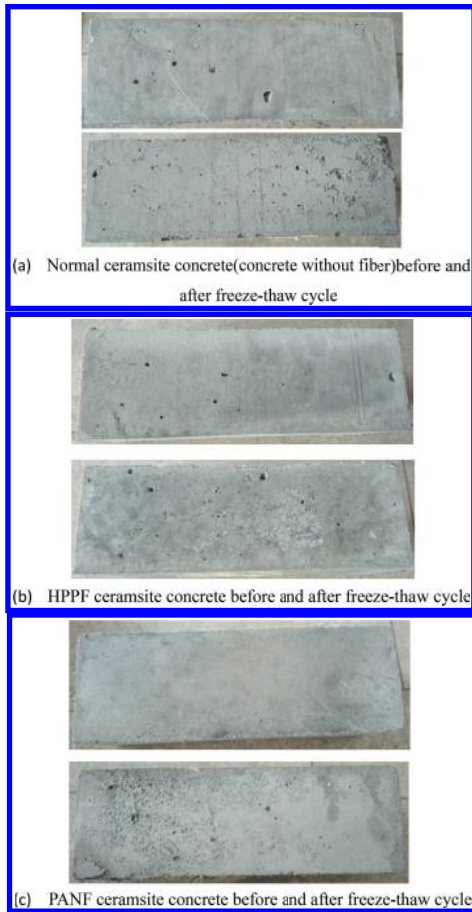 (a) Normal ceramsite concrete(concrete without fiber)before and
after freeze-thaw cycle
(b) HPPF ceramsite concrete before and after freeze-thaw cycle
(c) PANF ceramsite concrete before and after freeze-thaw cycle